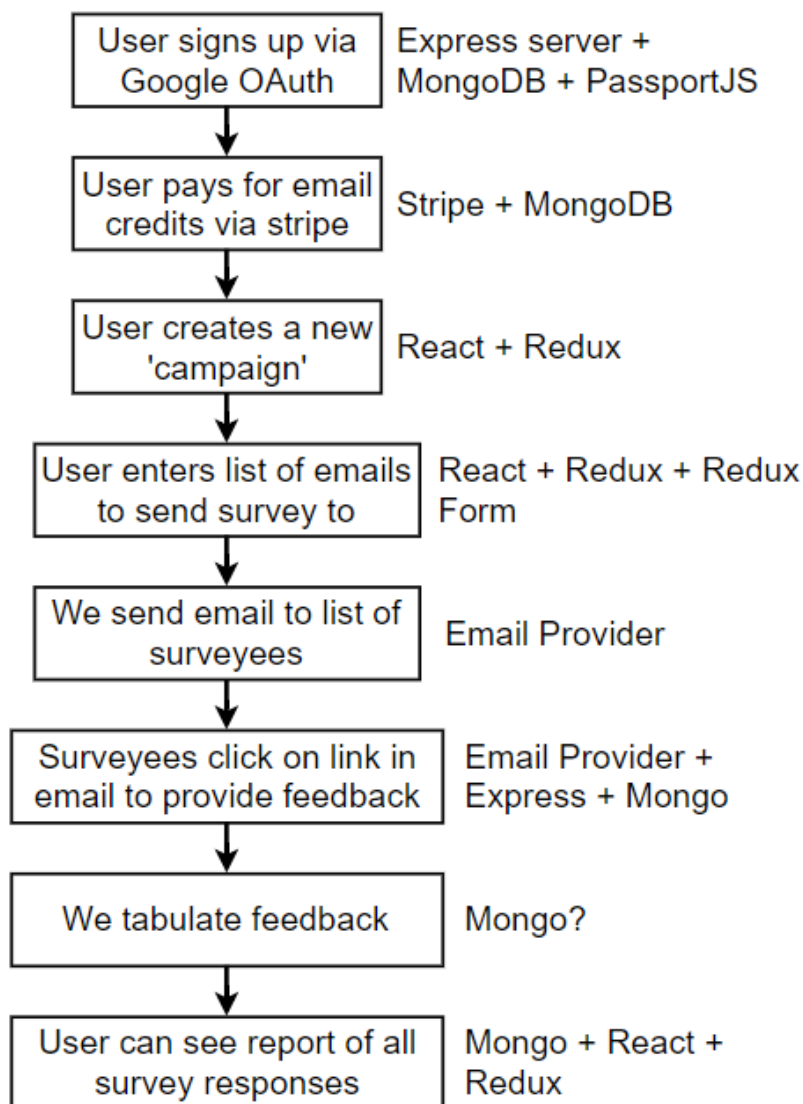 User signs up via
Google OAuth
Express server +
MongoDB + PassportJS
User pays for email
credits via stripe
Stripe + MongoDB
User creates a new
'campaign'
React + Redux
User enters list of emails
to send survey to
React + Redux + Redux
Form
We send email to list of
surveyees
Email Provider
Surveyees click on link in
email to provide feedback
Email Provider +
Express + Mongo
We tabulate feedback
Mongo?
User can see report of all
survey responses
Mongo + React +
Redux